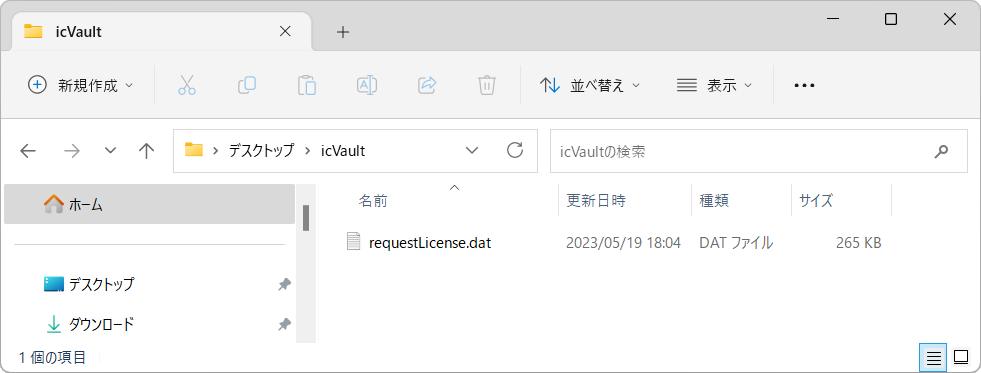 icVault
新規作成
並べ替え
表示
デスクトップ
icVault
icVaultの検索
ホーム
デスクトップ
ダウンロード
名前
更新日時
種類
サイズ
requestLicense.dat
2023/05/19 18:04
DAT ファイル
265 KB
1 個の項目